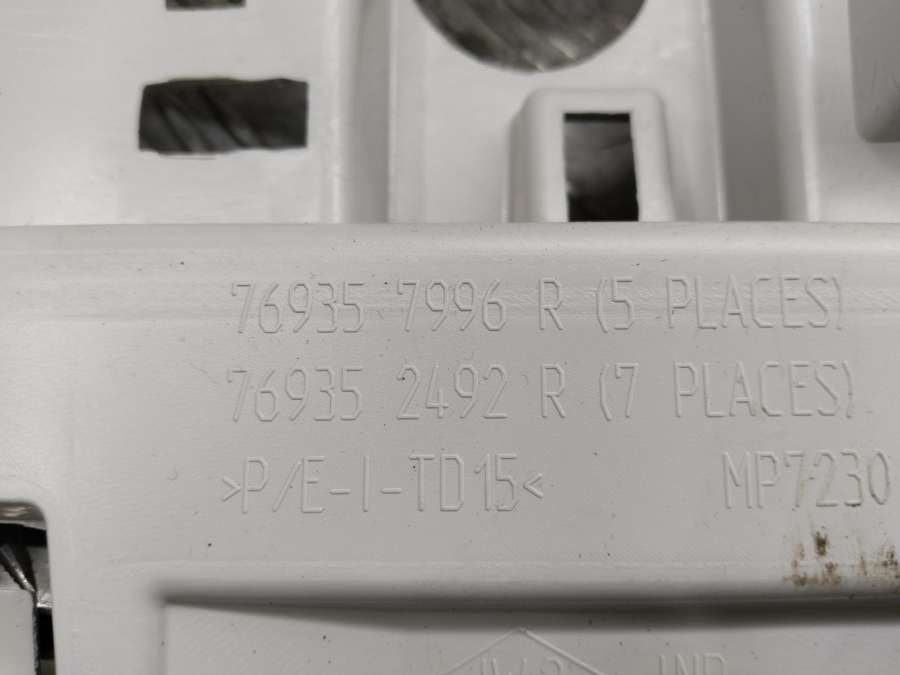 76935 7996 R (5 PLACES)
76935 2492 R (7 PLACES)
>P/E-I-TD15< MP7230